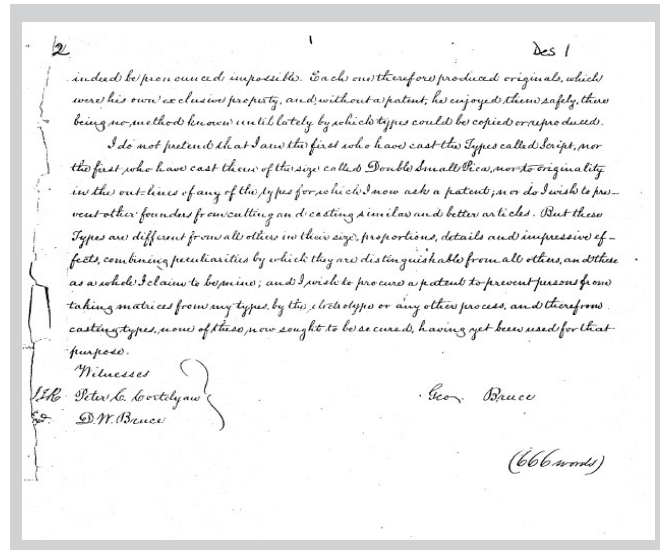 2 1 Des 1
indeed be pronounced impossible. Each one therefore produced originals, which
were his own exclusive property, and, without a patent, he enjoyed them safely, there
being no method known until lately by which types could be copied or reproduced.
I do not pretend that I am the first who have cast the Types called Script, nor
the first who have cast them of the size called Double Small Pica, nor to originality
in the out-lines of any of the types for which I now ask a patent; nor do I wish to pre-
vent other founders from cutting and casting similar and better articles. But these
Types are different from all others in their size, proportions, details and impressive ef-
fects, combining peculiarities by which they are distinguishable from all others, and these
as a whole I claim to be mine; and I wish to procure a patent to prevent persons from
taking matrices from my types, by the electrotype or any other process, and therefrom
casting types, none of these, now sought to be secured, having yet been used for that
purpose.
Witnesses
Peter C. Cortelyou Geo. Bruce
D. W. Bruce
(666 words)